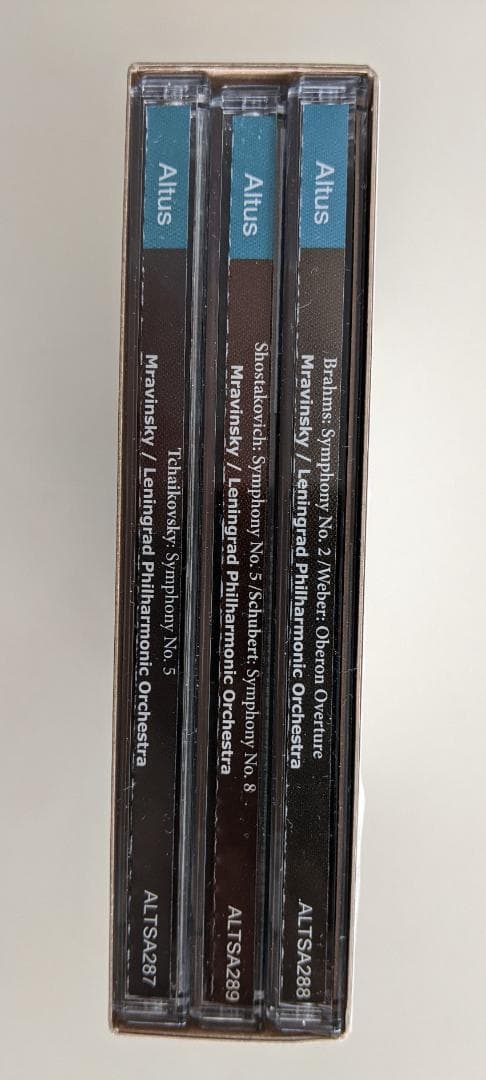 Altus
Brahms: Symphony No. 2 /Weber: Oberon Overture
Mravinsky / Leningrad Philharmonic Orchestra
ALTSA288
Altus
Shostakovich: Symphony No. 5 /Schubert: Symphony No. 8
Mravinsky / Leningrad Philharmonic Orchestra
ALTSA289
Altus
Tchaikovsky: Symphony No. 5
Mravinsky / Leningrad Philharmonic Orchestra
ALTSA287